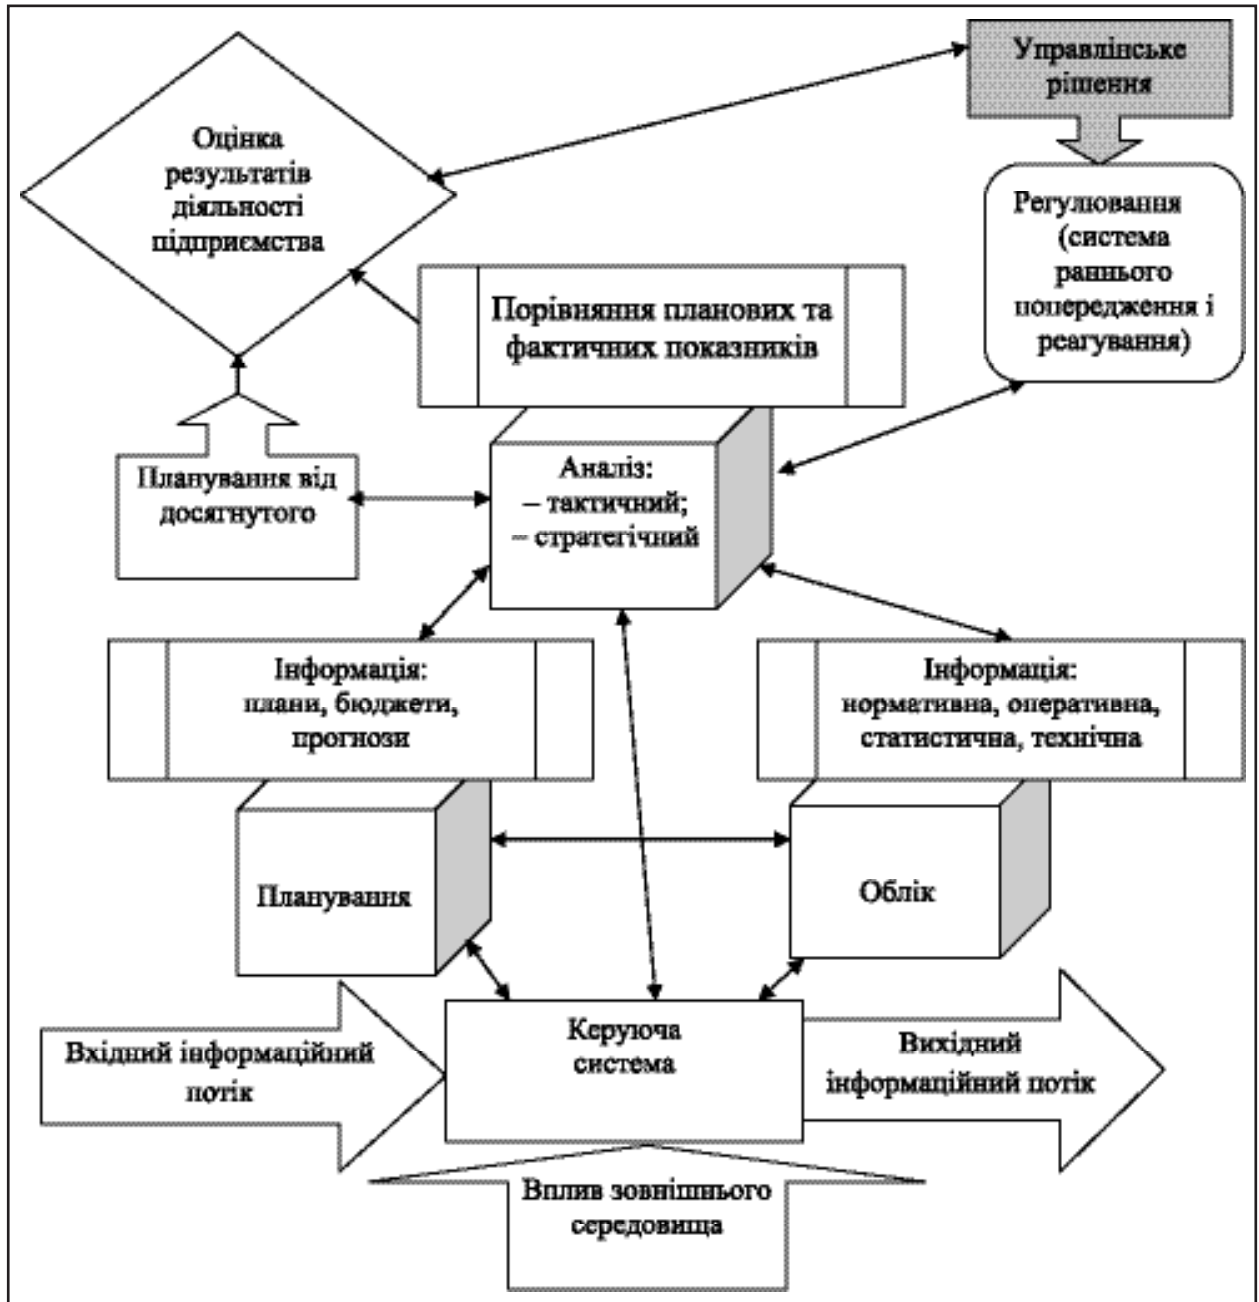 Управлінське
рішення
Оцінка
результатів
діяльності
підприємства
Регулювання
(система
раннього
попередження і
реагування)
Порівняння планових та
фактичних показників
Планування від
досягнутого
Аналіз:
– тактичний;
– стратегічний
Інформація:
плани, бюджети,
прогнози
Інформація:
нормативна, оперативна,
статистична, технічна
Планування
Облік
Вхідний інформаційний
потік
Керуюча
система
Вихідний
інформаційний потік
Вплив зовнішнього
середовища